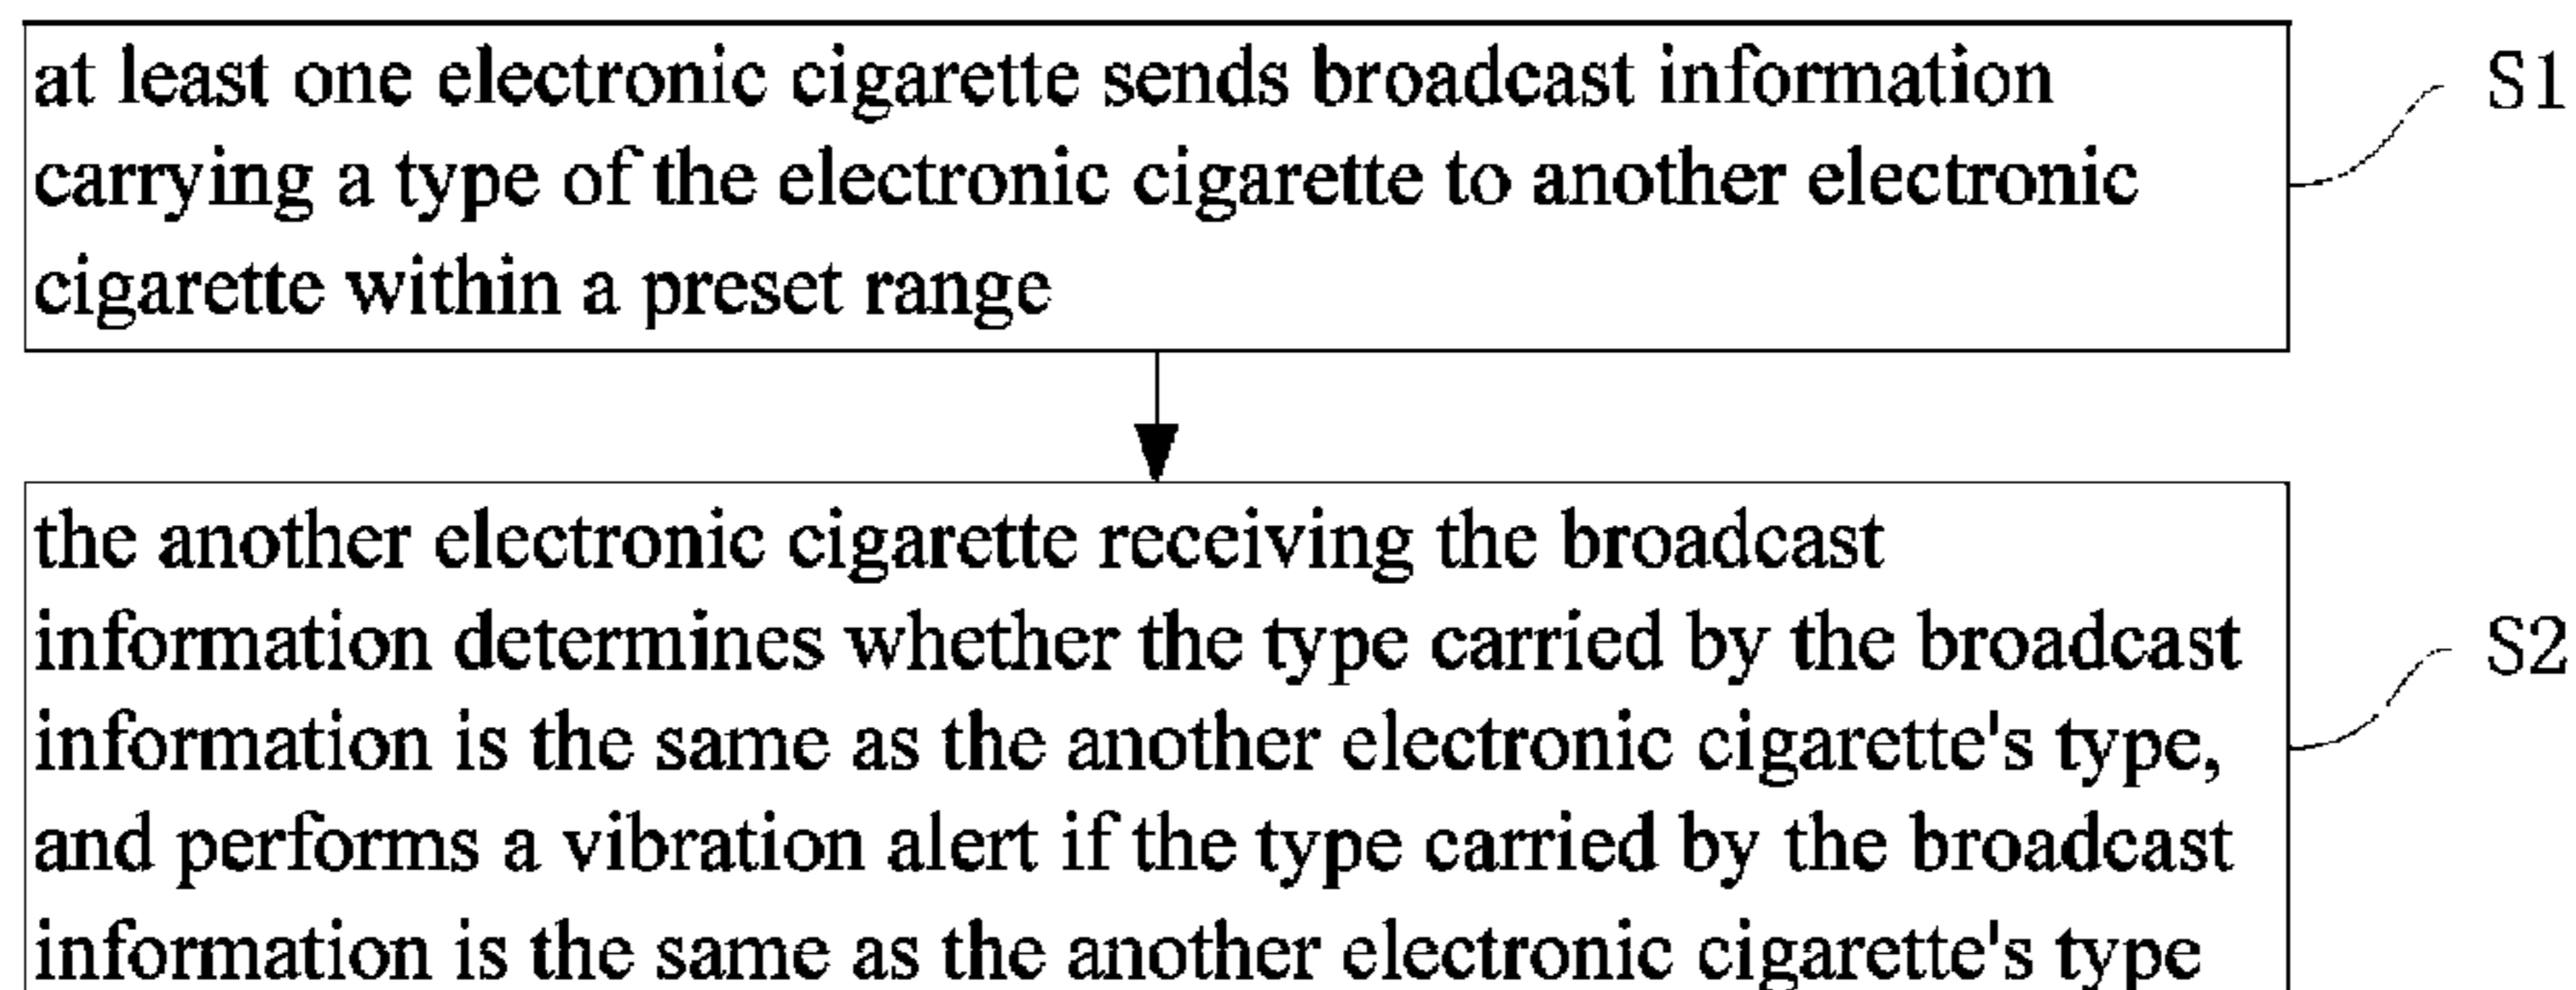 at least one electronic cigarette sends broadcast information
carrying a type of the electronic cigarette to another electronic
cigarette within a preset range
S1
the another electronic cigarette receiving the broadcast
information determines whether the type carried by the broadcast
information is the same as the another electronic cigarette's type,
and performs a vibration alert if the type carried by the broadcast
information is the same as the another electronic cigarette's type
S2